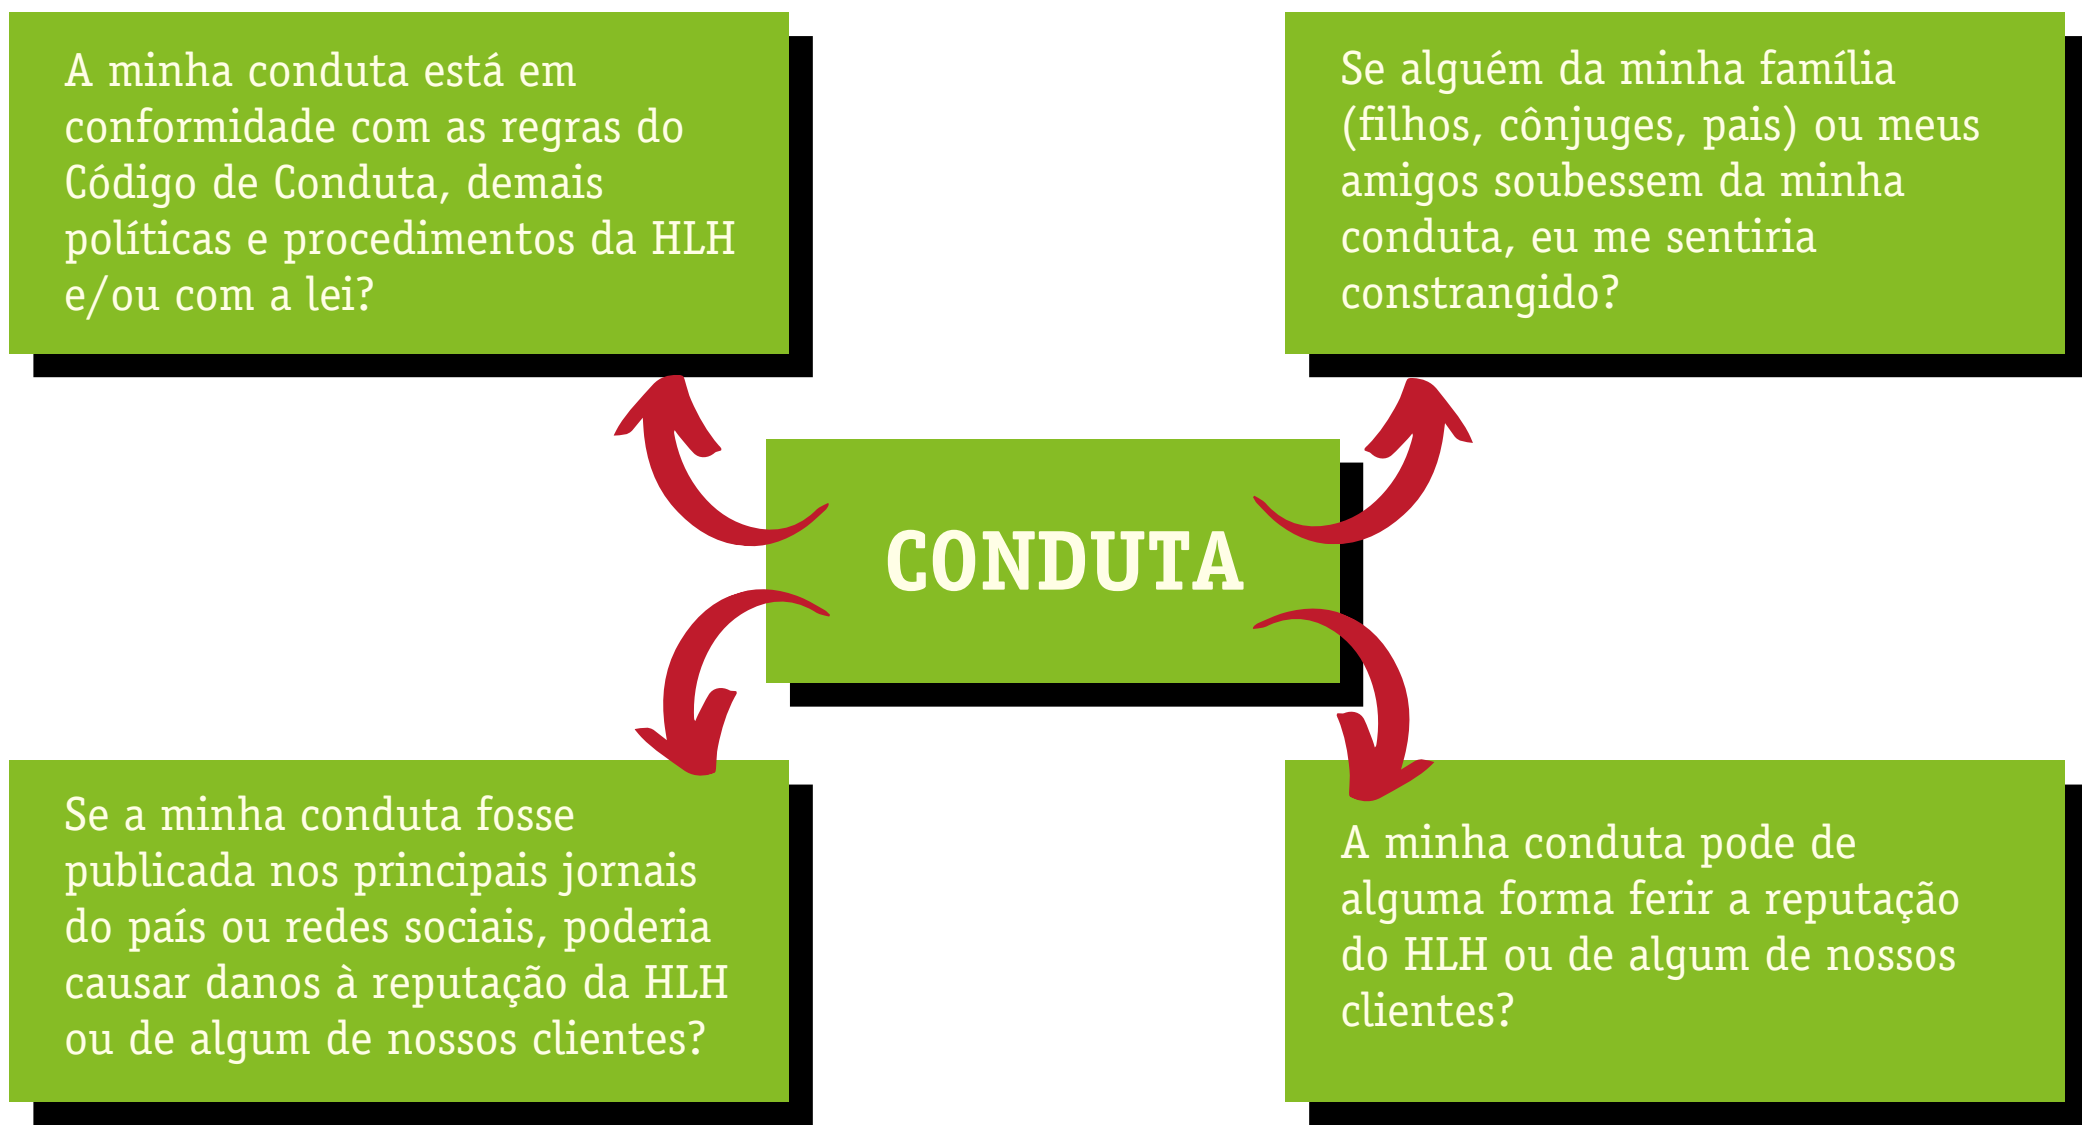 A minha conduta está em
conformidade com as regras do
Código de Conduta, demais
políticas e procedimentos da HLH
e/ou com a lei?
Se alguém da minha família
(filhos, cônjuges, pais) ou meus
amigos soubessem da minha
conduta, eu me sentiria
constrangido?
CONDUTA
Se a minha conduta fosse
publicada nos principais jornais
do país ou redes sociais, poderia
causar danos à reputação da HLH
ou de algum de nossos clientes?
A minha conduta pode de
alguma forma ferir a reputação
do HLH ou de algum de nossos
clientes?